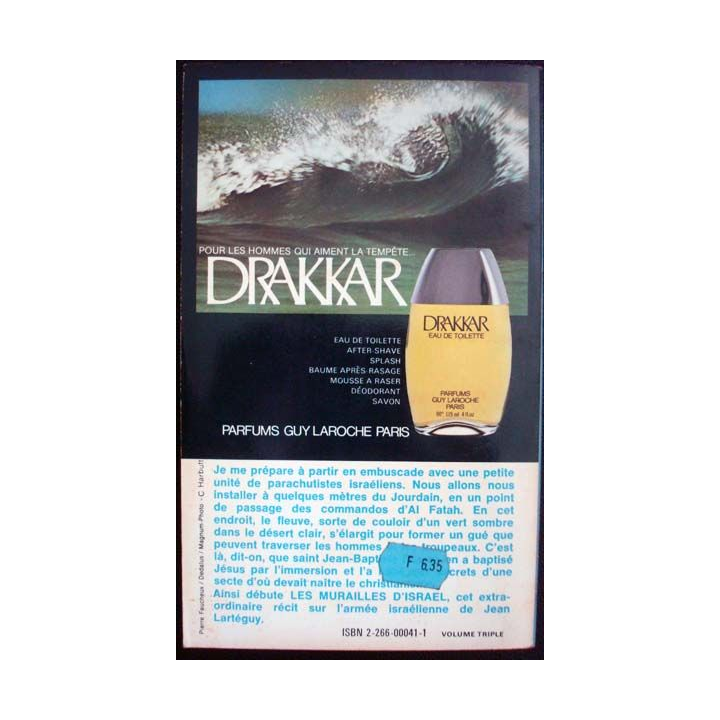 POUR LES HOMMES QUI AIMENT LA TEMPÊTE...
DRAKKAR
EAU DE TOILETTE
AFTER-SHAVE
SPLASH
BAUME APRÈS-RASAGE
MOUSSE A RASER
DÉODORANT
SAVON
PARFUMS GUY LAROCHE PARIS
DRAKKAR
EAU DE TOILETTE
PARFUMS
GUY LAROCHE
PARIS
Je me prépare à partir en embuscade avec une petite
unité de parachutistes israéliens. Nous allons nous
installer à quelques mètres du Jourdain, en un point
de passage des commandos d'Al Fatah. En cet
endroit, le fleuve, sorte de couloir d'un vert sombre
dans le désert clair, s'élargit pour former un gué que
peuvent traverser les hommes troupeaux. C'est
là, dit-on, que saint Jean-Bapt en a baptisé
Jésus par l'immersion et l'a crets d'une
secte d'où devait naître le christian
Ainsi débute LES MURAILLES D'ISRAEL, cet extra-
ordinaire récit sur l'armée israélienne de Jean
Lartéguy.
F 6,35
ISBN 2-266-00041-1 VOLUME TRIPLE
Pierre Faucheux / Dedalus / Magnum-Photo - C. Harbutt